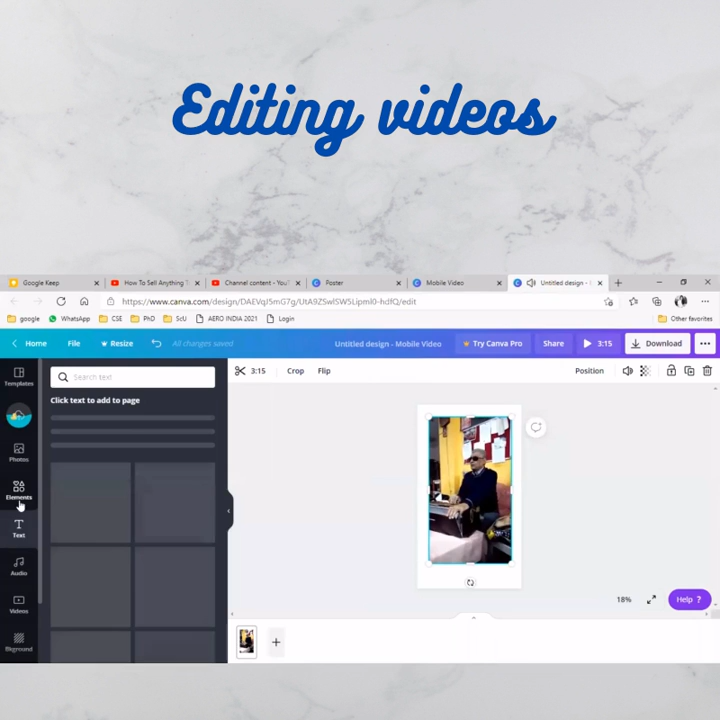 Editing videos
Google Keep
How To Sell Anything T
Channel content - YouT
Poster
Mobile Video
Untitled design -
https://www.canva.com/design/DAEVqJ5mG7g/UtA9ZSwlSW5Lipml0-hdfQ/edit
google
WhatsApp
CSE
PhD
ScU
AERO INDIA 2021
Login
Other favorites
Home
File
Resize
All changes saved
Untitled design - Mobile Video
Try Canva Pro
Share
3:15
Download
Templates
Search text
3:15
Crop
Flip
Position
Click text to add to page
Photos
Elements
Text
Audio
Videos
Bkground
18%
Help ?